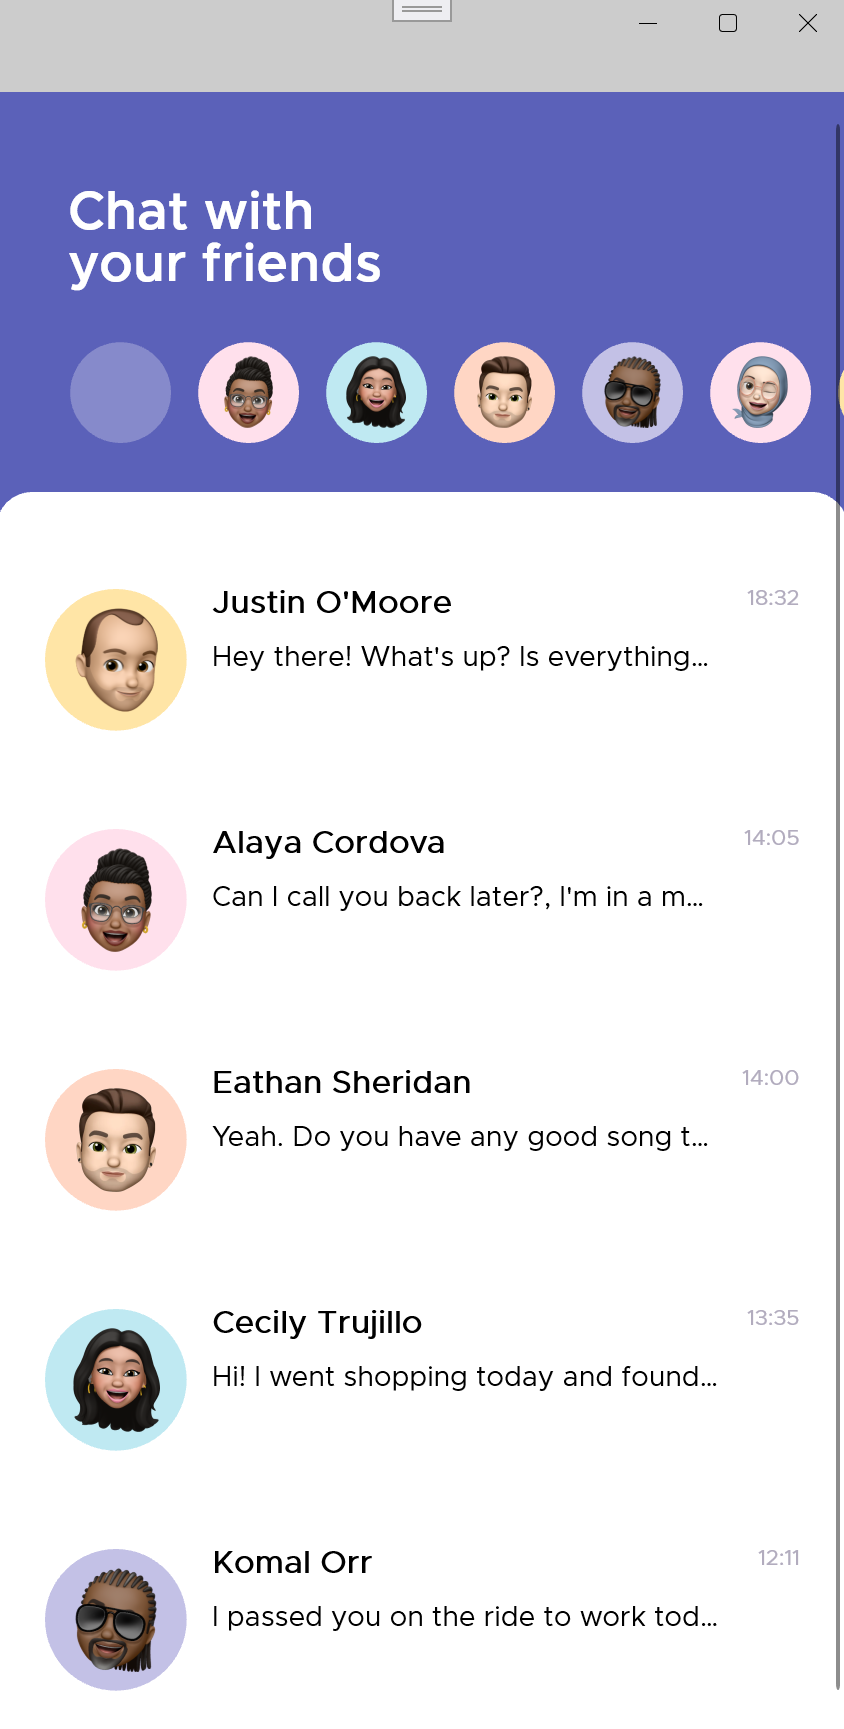 Chat with
your friends
Justin O'Moore
18:32
Hey there! What's up? Is everything...
Alaya Cordova
14:05
Can I call you back later?, I'm in a m...
Eathan Sheridan
14:00
Yeah. Do you have any good song t...
Cecily Trujillo
13:35
Hi! I went shopping today and found...
Komal Orr
12:11
I passed you on the ride to work tod...